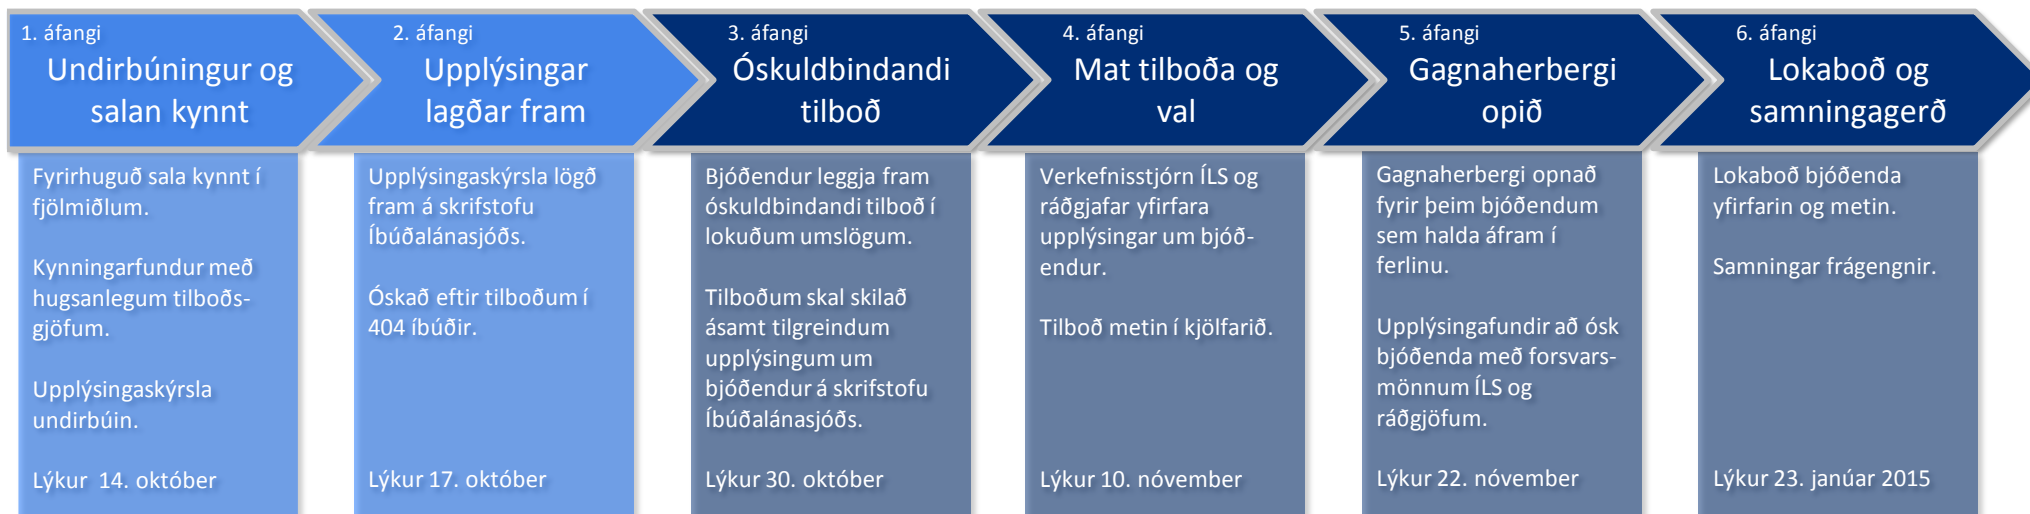 1. áfangi
Undirbúningur og
salan kynnt
Fyrirhuguð sala kynnt í
fjölmiðlum.
Kynningarfundur með
hugsanlegum tilboðs-
gjöfum.
Upplýsingaskýrsla
undirbúin.
Lýkur 14. október
2. áfangi
Upplýsingar
lagðar fram
Upplýsingaskýrsla lögð
fram á skrifstofu
Íbúðalánasjóðs.
Óskað eftir tilboðum í
404 íbúðir.
Lýkur 17. október
3. áfangi
Óskuldbindandi
tilboð
Bjóðendur leggja fram
óskuldbindandi tilboð í
lokuðum umslögum.
Tilboðum skal skilað
ásamt tilgreindum
upplýsingum um
bjóðendur á skrifstofu
Íbúðalánasjóðs.
Lýkur 30. október
4. áfangi
Mat tilboða og
val
Verkefnisstjórn ÍLS og
ráðgjafar yfirfara
upplýsingar um bjóð-
endur.
Tilboð metin í kjölfarið.
Lýkur 10. nóvember
5. áfangi
Gagnaherbergi
opið
Gagnaherbergi opnað
fyrir þeim bjóðendum
sem halda áfram í
ferlinu.
Upplýsingafundir að ósk
bjóðenda með forsvars-
mönnum ÍLS og
ráðgjöfum.
Lýkur 22. nóvember
6. áfangi
Lokaboð og
samningagerð
Lokaboð bjóðenda
yfirfarin og metin.
Samningar frágengnir.
Lýkur 23. janúar 2015